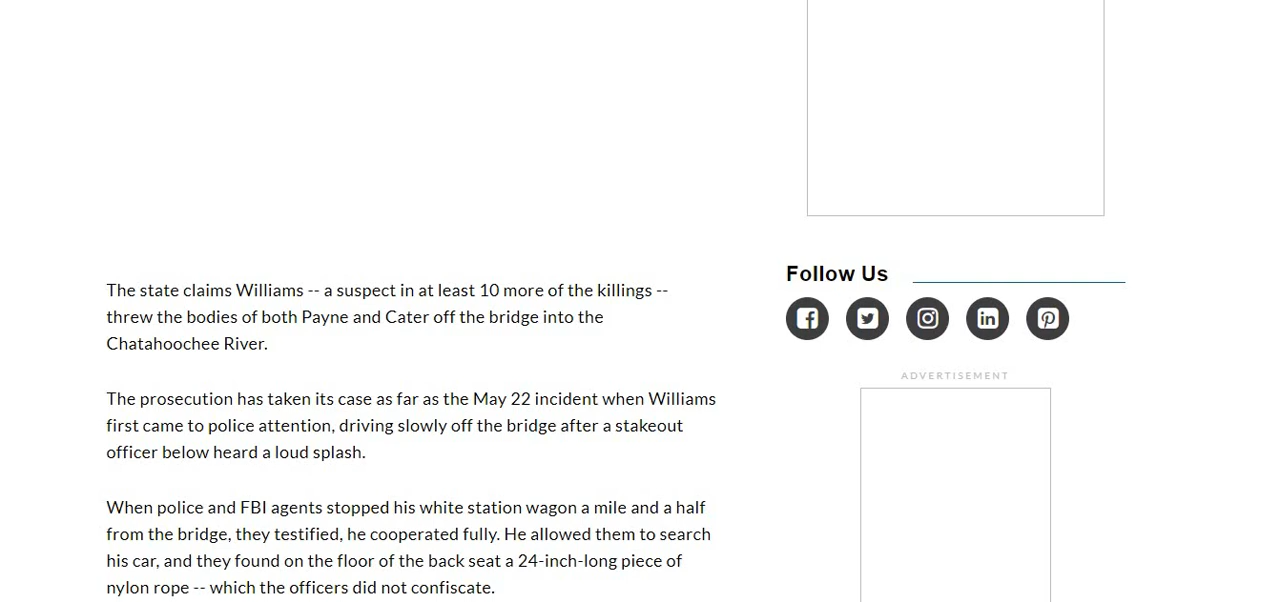 The state claims Williams -- a suspect in at least 10 more of the killings --
threw the bodies of both Payne and Cater off the bridge into the
Chatahoochee River.
The prosecution has taken its case as far as the May 22 incident when Williams
first came to police attention, driving slowly off the bridge after a stakeout
officer below heard a loud splash.
When police and FBI agents stopped his white station wagon a mile and a half
from the bridge, they testified, he cooperated fully. He allowed them to search
his car, and they found on the floor of the back seat a 24-inch-long piece of
nylon rope -- which the officers did not confiscate.
Follow Us
ADVERTISEMENT